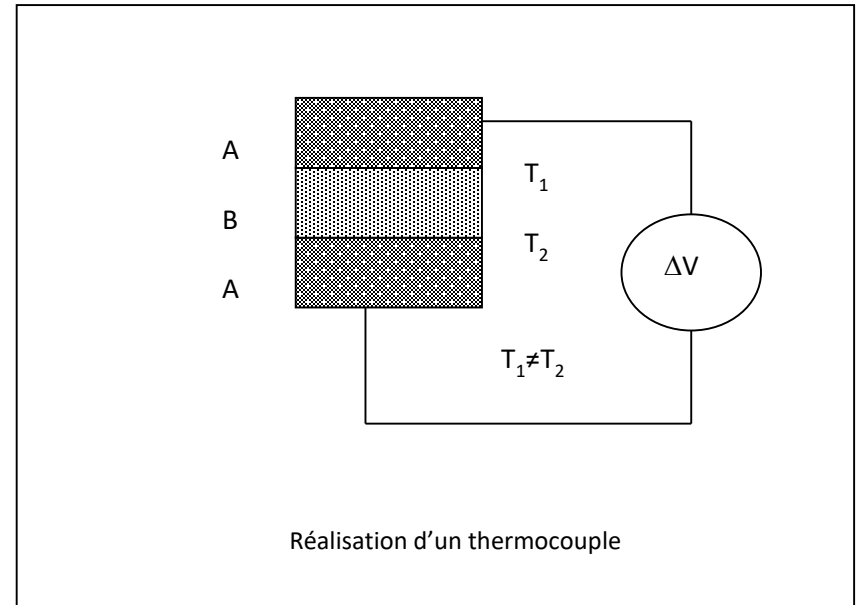 A
T₁
B
T₂
ΔV
A
T₁≠T₂
Réalisation d’un thermocouple